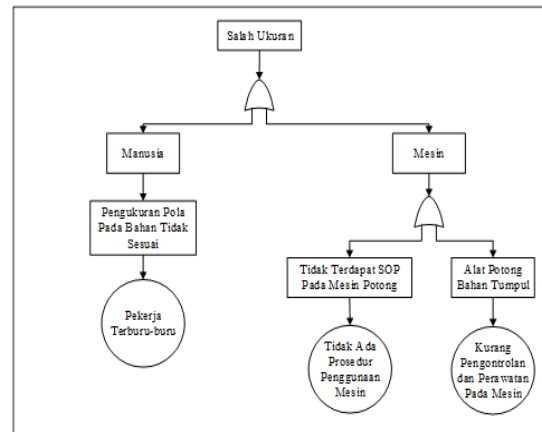 Salah Ukuran
Manusia
Mesin
Pengukuran Pola
Pada Bahan Tidak
Sesuai
Tidak Terdapat SOP
Pada Mesin Potong
Alat Potong
Bahan Tumpul
Pekerja
Terburu-buru
Tidak Ada
Prosedur
Penggunaan
Mesin
Kurang
Pengontrolan
dan Perawatan
Pada Mesin